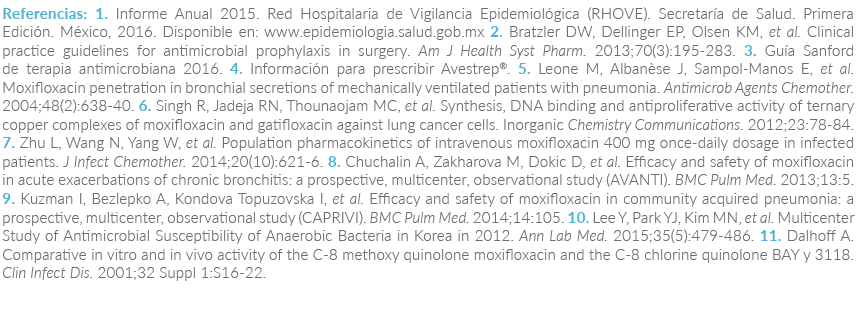 Referencias: 1. Informe Anual 2015. Red Hospitalaria de Vigilancia Epidemiológica (RHOVE). Secretaría de Salud. Primera
Edición. México, 2016. Disponible en: www.epidemiologia.salud.gob.mx 2. Bratzler DW, Dellinger EP, Olsen KM, et al. Clinical
practice guidelines for antimicrobial prophylaxis in surgery. Am J Health Syst Pharm. 2013;70(3):195-283. 3. Guía Sanford
de terapia antimicrobiana 2016. 4. Información para prescribir Avestrep®. 5. Leone M, Albanèse J, Sampol-Manos E, et al.
Moxifloxacin penetration in bronchial secretions of mechanically ventilated patients with pneumonia. Antimicrob Agents Chemother.
2004;48(2):638-40. 6. Singh R, Jadeja RN, Thounaojam MC, et al. Synthesis, DNA binding and antiproliferative activity of ternary
copper complexes of moxifloxacin and gatifloxacin against lung cancer cells. Inorganic Chemistry Communications. 2012;23:78-84.
7. Zhu L, Wang N, Yang W, et al. Population pharmacokinetics of intravenous moxifloxacin 400 mg once-daily dosage in infected
patients. J Infect Chemother. 2014;20(10):621-6. 8. Chuchalin A, Zakharova M, Dokic D, et al. Efficacy and safety of moxifloxacin
in acute exacerbations of chronic bronchitis: a prospective, multicenter, observational study (AVANTI). BMC Pulm Med. 2013;13:5.
9. Kuzman I, Bezlepko A, Kondova Topuzovska I, et al. Efficacy and safety of moxifloxacin in community acquired pneumonia: a
prospective, multicenter, observational study (CAPRIVI). BMC Pulm Med. 2014;14:105. 10. Lee Y, Park YJ, Kim MN, et al. Multicenter
Study of Antimicrobial Susceptibility of Anaerobic Bacteria in Korea in 2012. Ann Lab Med. 2015;35(5):479-486. 11. Dalhoff A.
Comparative in vitro and in vivo activity of the C-8 methoxy quinolone moxifloxacin and the C-8 chlorine quinolone BAY y 3118.
Clin Infect Dis. 2001;32 Suppl 1:S16-22.